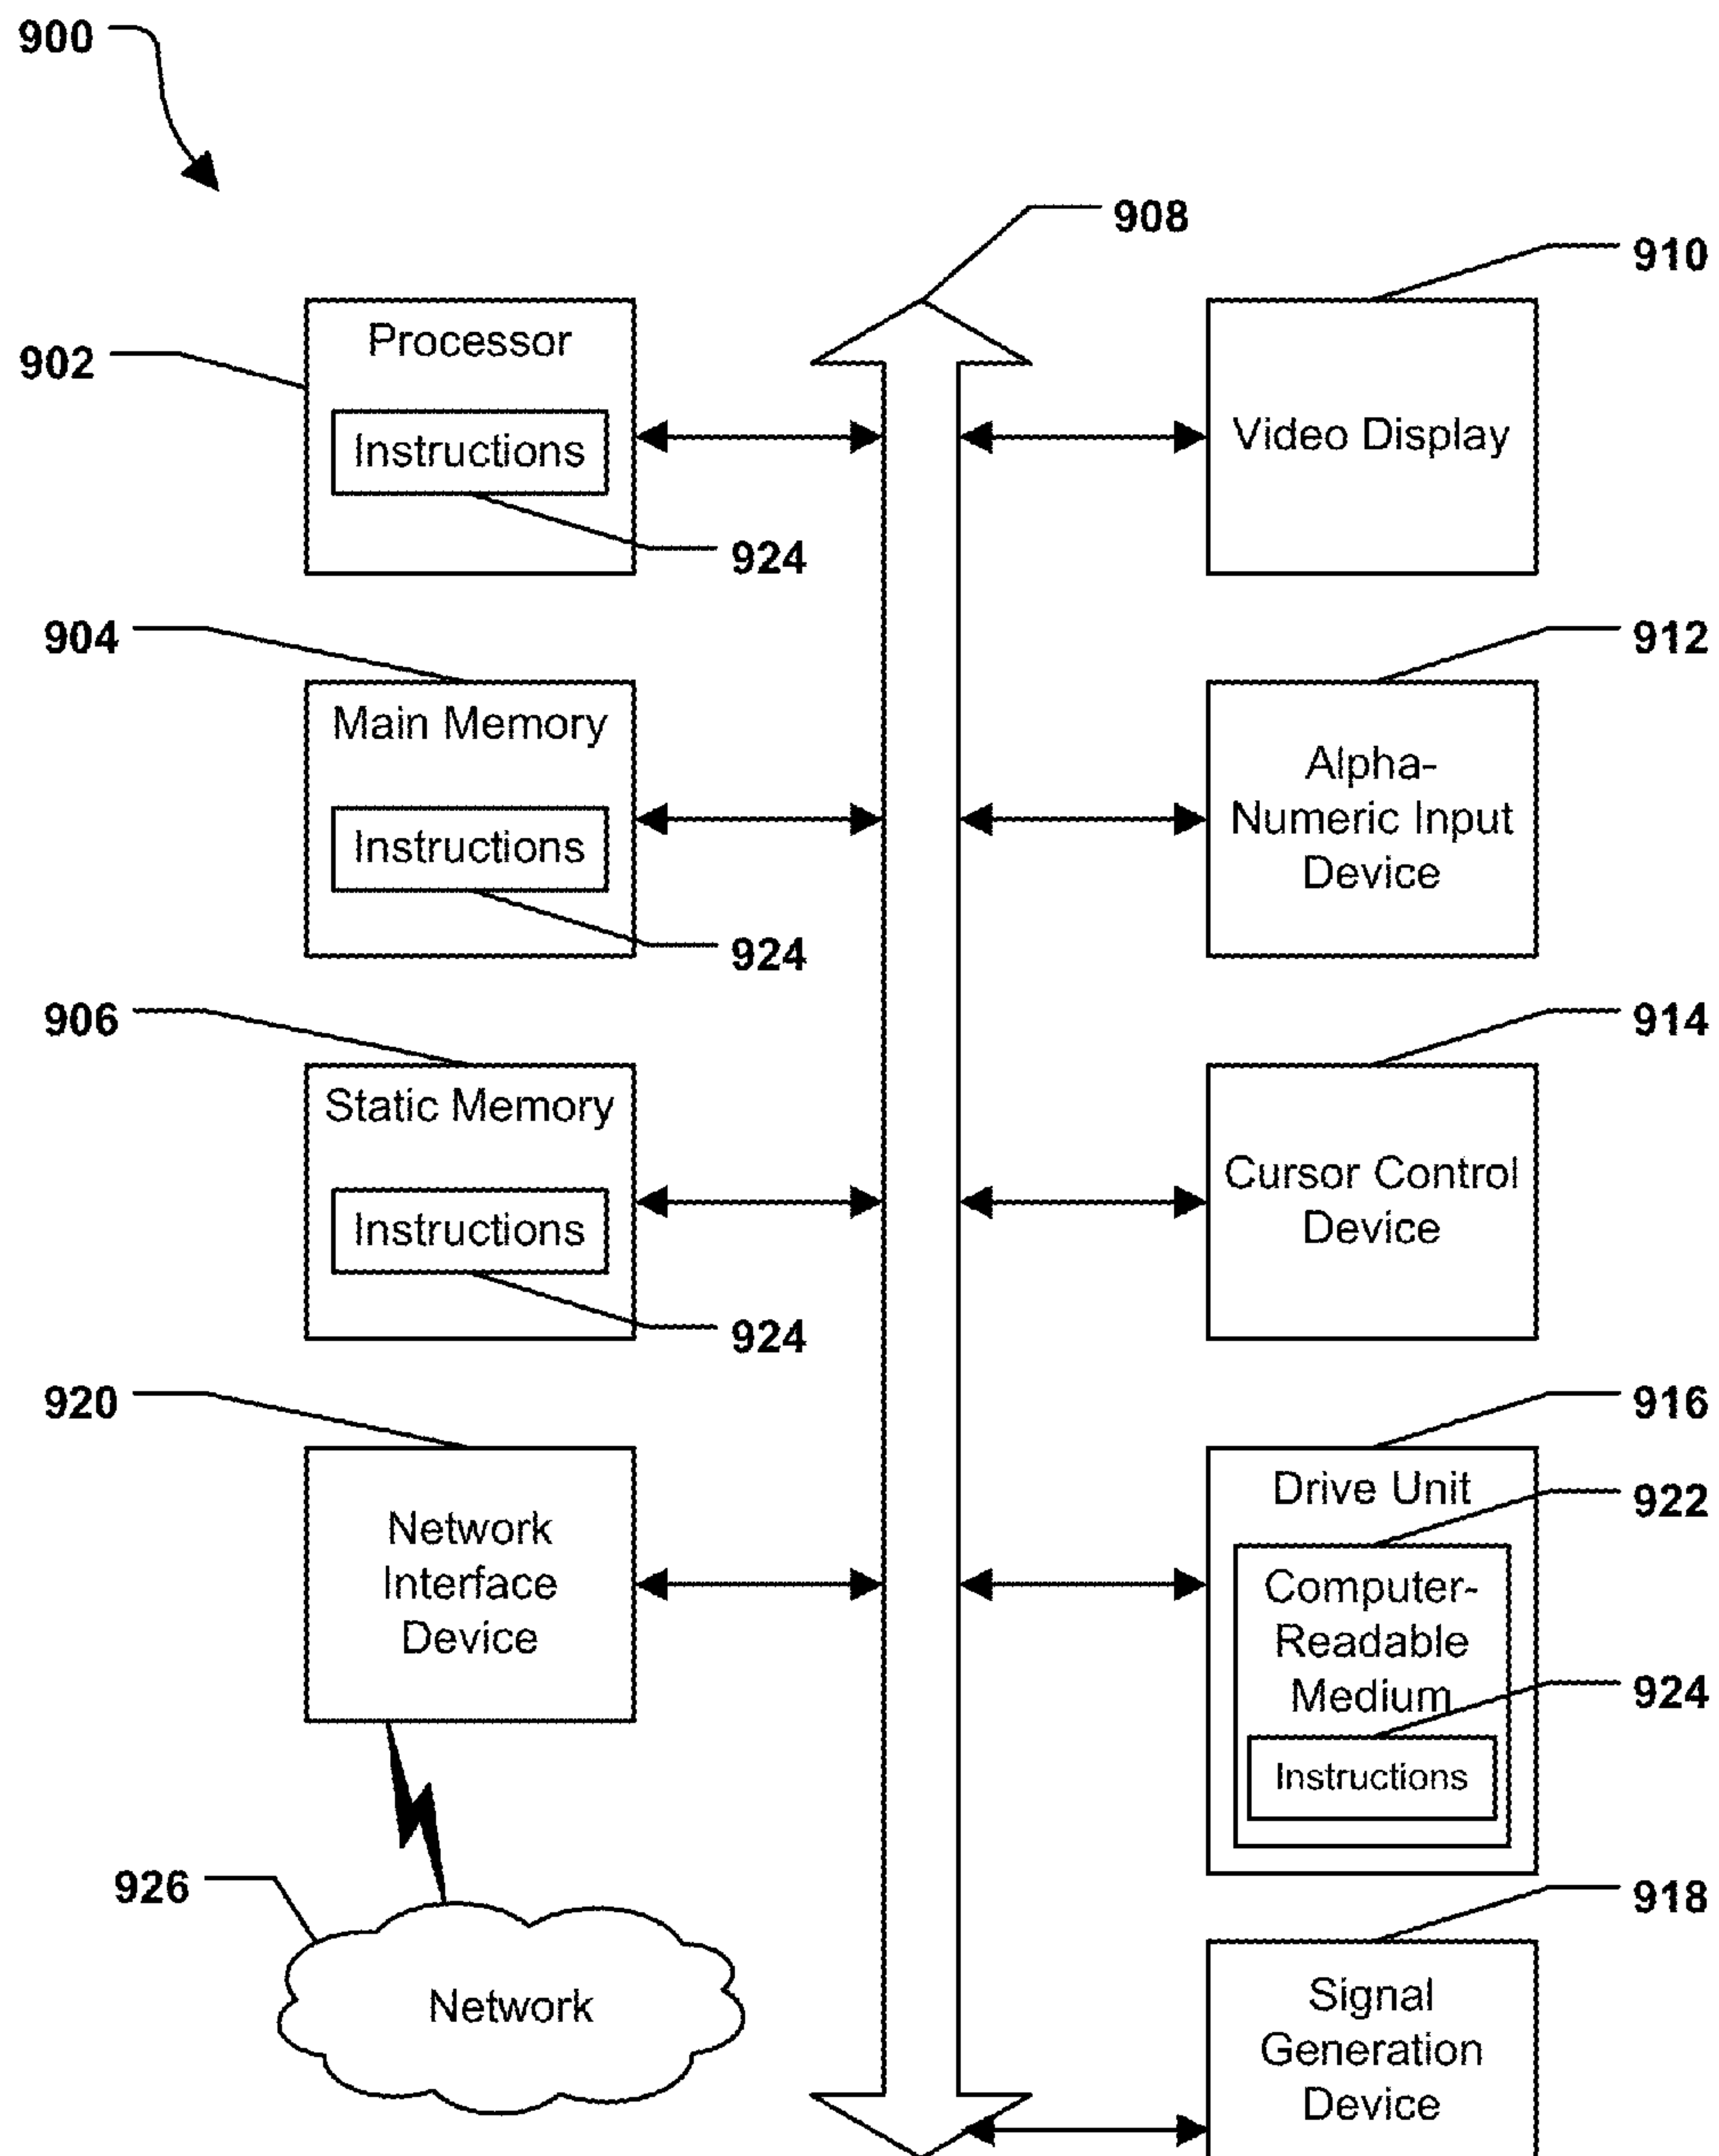 900
908
910
Processor
902
Instructions
924
Video Display
904
Main Memory
Instructions
924
912
Alpha-
Numeric Input
Device
906
Static Memory
Instructions
924
914
Cursor Control
Device
920
Network
Interface
Device
916
Drive Unit
922
Computer-
Readable
Medium
924
Instructions
926
Network
918
Signal
Generation
Device